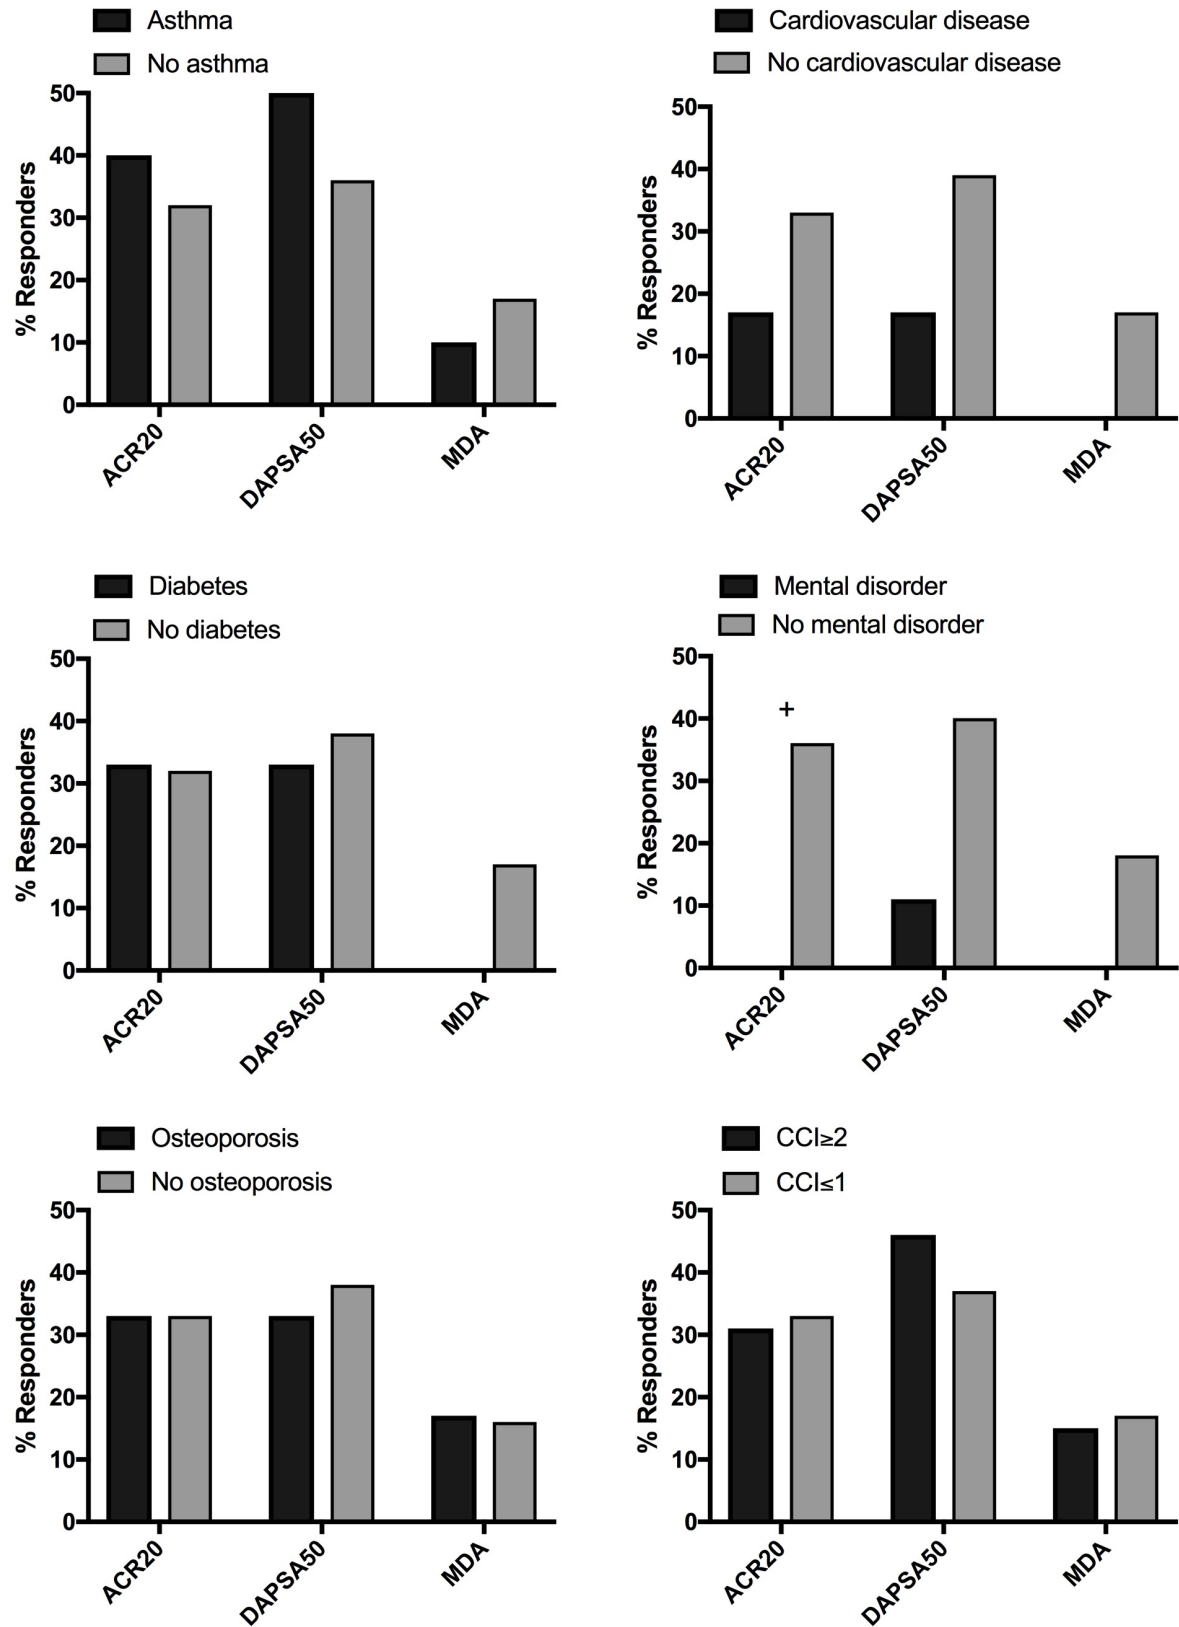 Asthma
No asthma
50
40
30
20
10
0
% Responders
ACR20
DAPSA50
MDA
Cardiovascular disease
No cardiovascular disease
50
40
30
20
10
0
% Responders
ACR20
DAPSA50
MDA
Diabetes
No diabetes
50
40
30
20
10
0
% Responders
ACR20
DAPSA50
MDA
Mental disorder
No mental disorder
50
40
30
20
10
0
% Responders
+
ACR20
DAPSA50
MDA
Osteoporosis
No osteoporosis
50
40
30
20
10
0
% Responders
ACR20
DAPSA50
MDA
CCI≥2
CCI≤1
50
40
30
20
10
0
% Responders
ACR20
DAPSA50
MDA